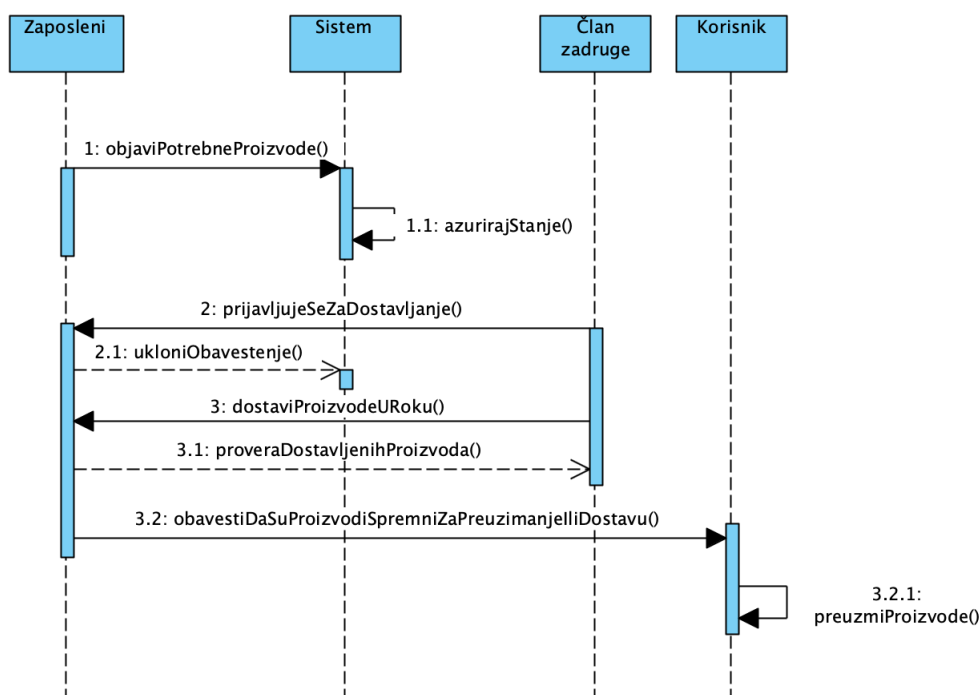 Zaposleni
Sistem
Član
zadruge
Korisnik
1: objaviPotrebneProizvode()
1.1: azurirajStanje()
2: prijavljujeSeZaDostavljanje()
2.1: ukloniObavestenje()
3: dostaviProizvodeURoku()
3.1: proveraDostavljenihProizvoda()
3.2: obavestiDaSuProizvodiSpremniZaPreuzimanjeIliDostavu()
3.2.1:
preuzmiProizvode()